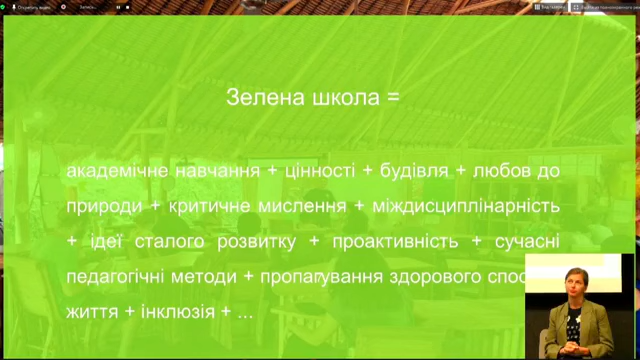 Зелена школа =
академічне навчання + цінності + будівля + любов до
природи + критичне мислення + міждисциплінарність
+ ідеї сталого розвитку + проактивність + сучасні
педагогічні методи + пропагування здорового
життя + інклюзія + ...